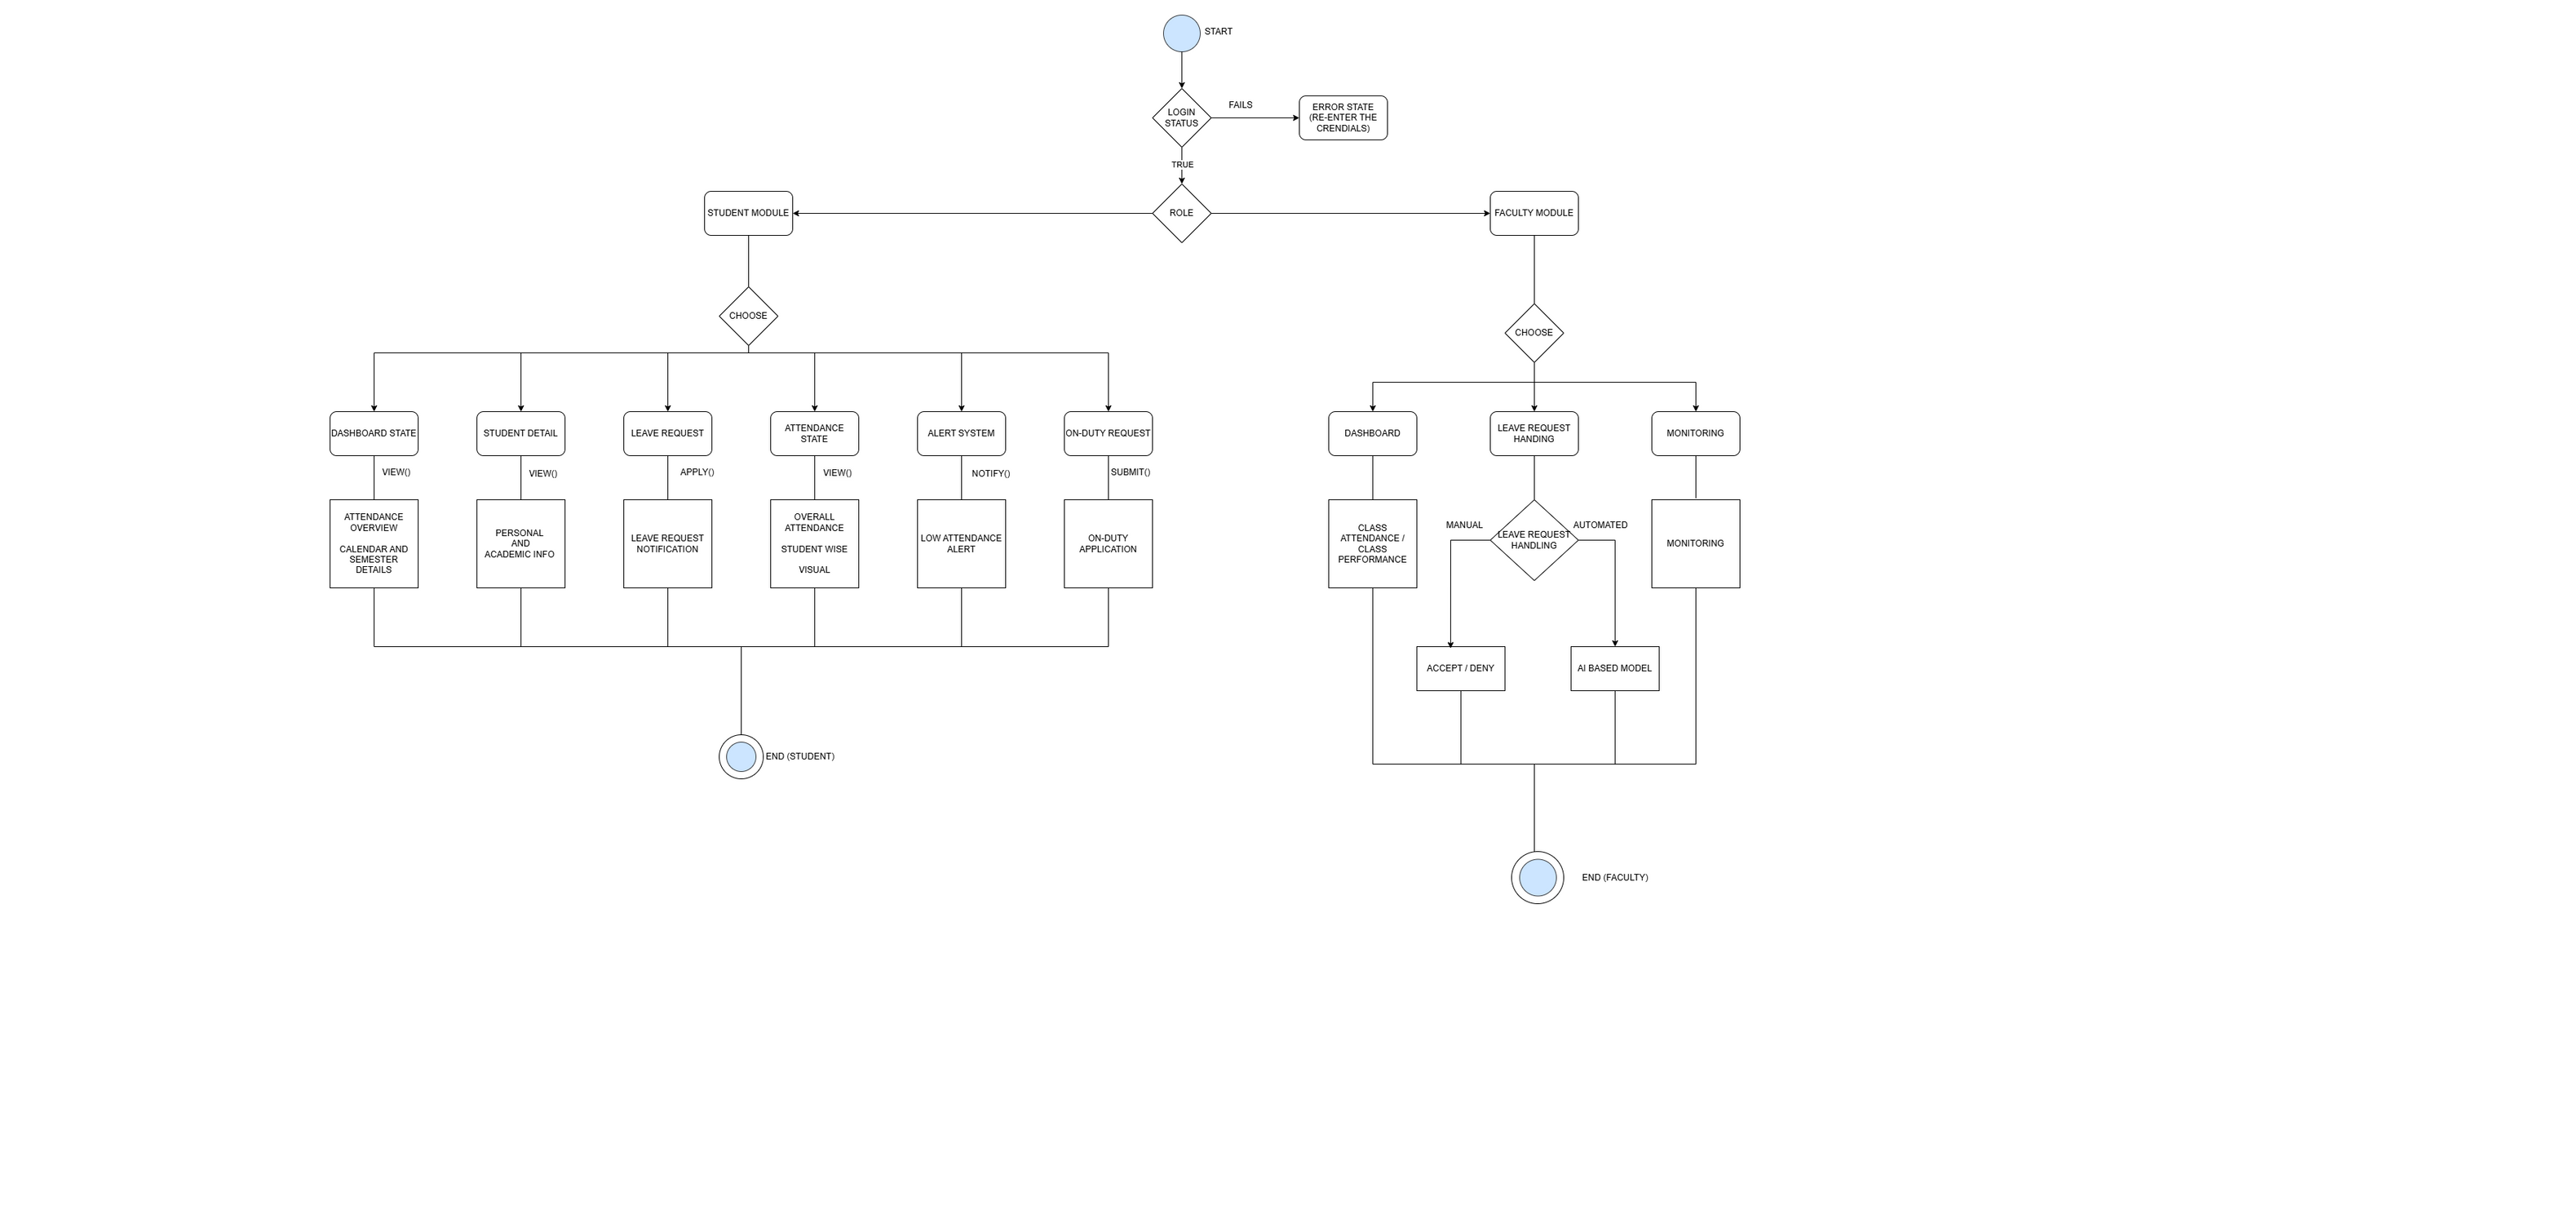 START
LOGIN
STATUS
FAILS
ERROR STATE
(RE-ENTER THE
CRENDIALS)
TRUE
STUDENT MODULE
ROLE
FACULTY MODULE
CHOOSE
CHOOSE
DASHBOARD STATE
STUDENT DETAIL
LEAVE REQUEST
ATTENDANCE
STATE
ALERT SYSTEM
ON-DUTY REQUEST
DASHBOARD
LEAVE REQUEST
HANDING
MONITORING
VIEW()
VIEW()
APPLY()
VIEW()
NOTIFY()
SUBMIT()
ATTENDANCE
OVERVIEW
CALENDAR AND
SEMESTER
DETAILS
PERSONAL
AND
ACADEMIC INFO
LEAVE REQUEST
NOTIFICATION
OVERALL
ATTENDANCE
STUDENT WISE
VISUAL
LOW ATTENDANCE
ALERT
ON-DUTY
APPLICATION
CLASS
ATTENDANCE /
CLASS
PERFORMANCE
MANUAL
LEAVE REQUEST
HANDLING
AUTOMATED
MONITORING
ACCEPT / DENY
AI BASED MODEL
END (STUDENT)
END (FACULTY)